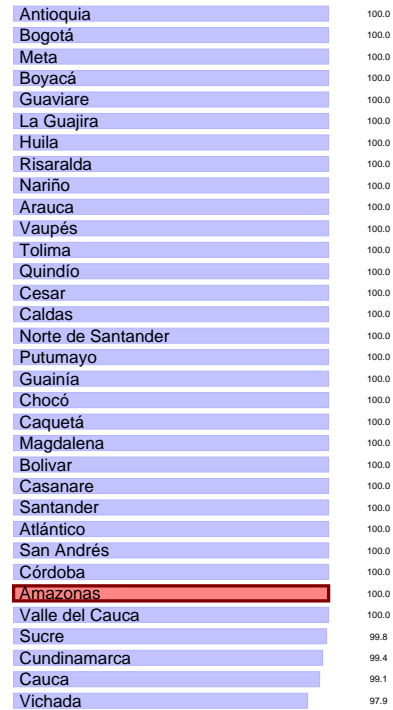 Antioquia 100.0
Bogotá 100.0
Meta 100.0
Boyacá 100.0
Guaviare 100.0
La Guajira 100.0
Huila 100.0
Risaralda 100.0
Nariño 100.0
Arauca 100.0
Vaupés 100.0
Tolima 100.0
Quindío 100.0
Cesar 100.0
Caldas 100.0
Norte de Santander 100.0
Putumayo 100.0
Guainía 100.0
Chocó 100.0
Caquetá 100.0
Magdalena 100.0
Bolivar 100.0
Casanare 100.0
Santander 100.0
Atlántico 100.0
San Andrés 100.0
Córdoba 100.0
Amazonas 100.0
Valle del Cauca 100.0
Sucre 99.8
Cundinamarca 99.4
Cauca 99.1
Vichada 97.9